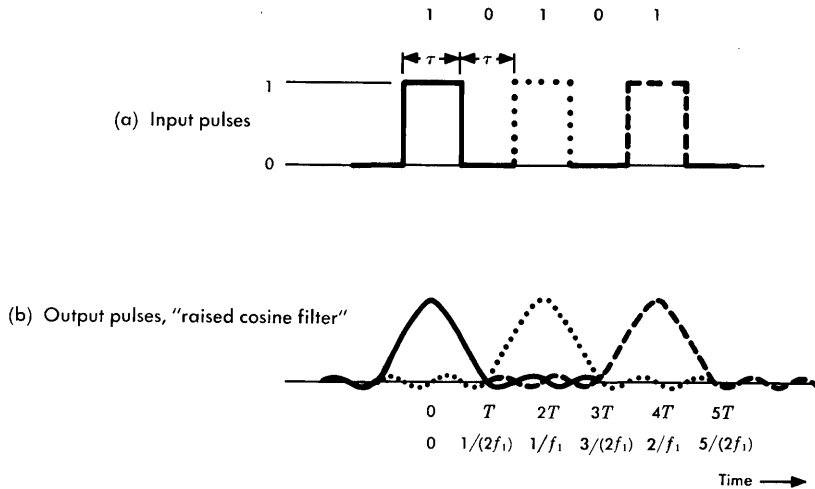 1 0 1 0 1
τ τ
1
(a) Input pulses
0
(b) Output pulses, "raised cosine filter"
0 T 2T 3T 4T 5T
0 1/(2f₁) 1/f₁ 3/(2f₁) 2/f₁ 5/(2f₁)
Time